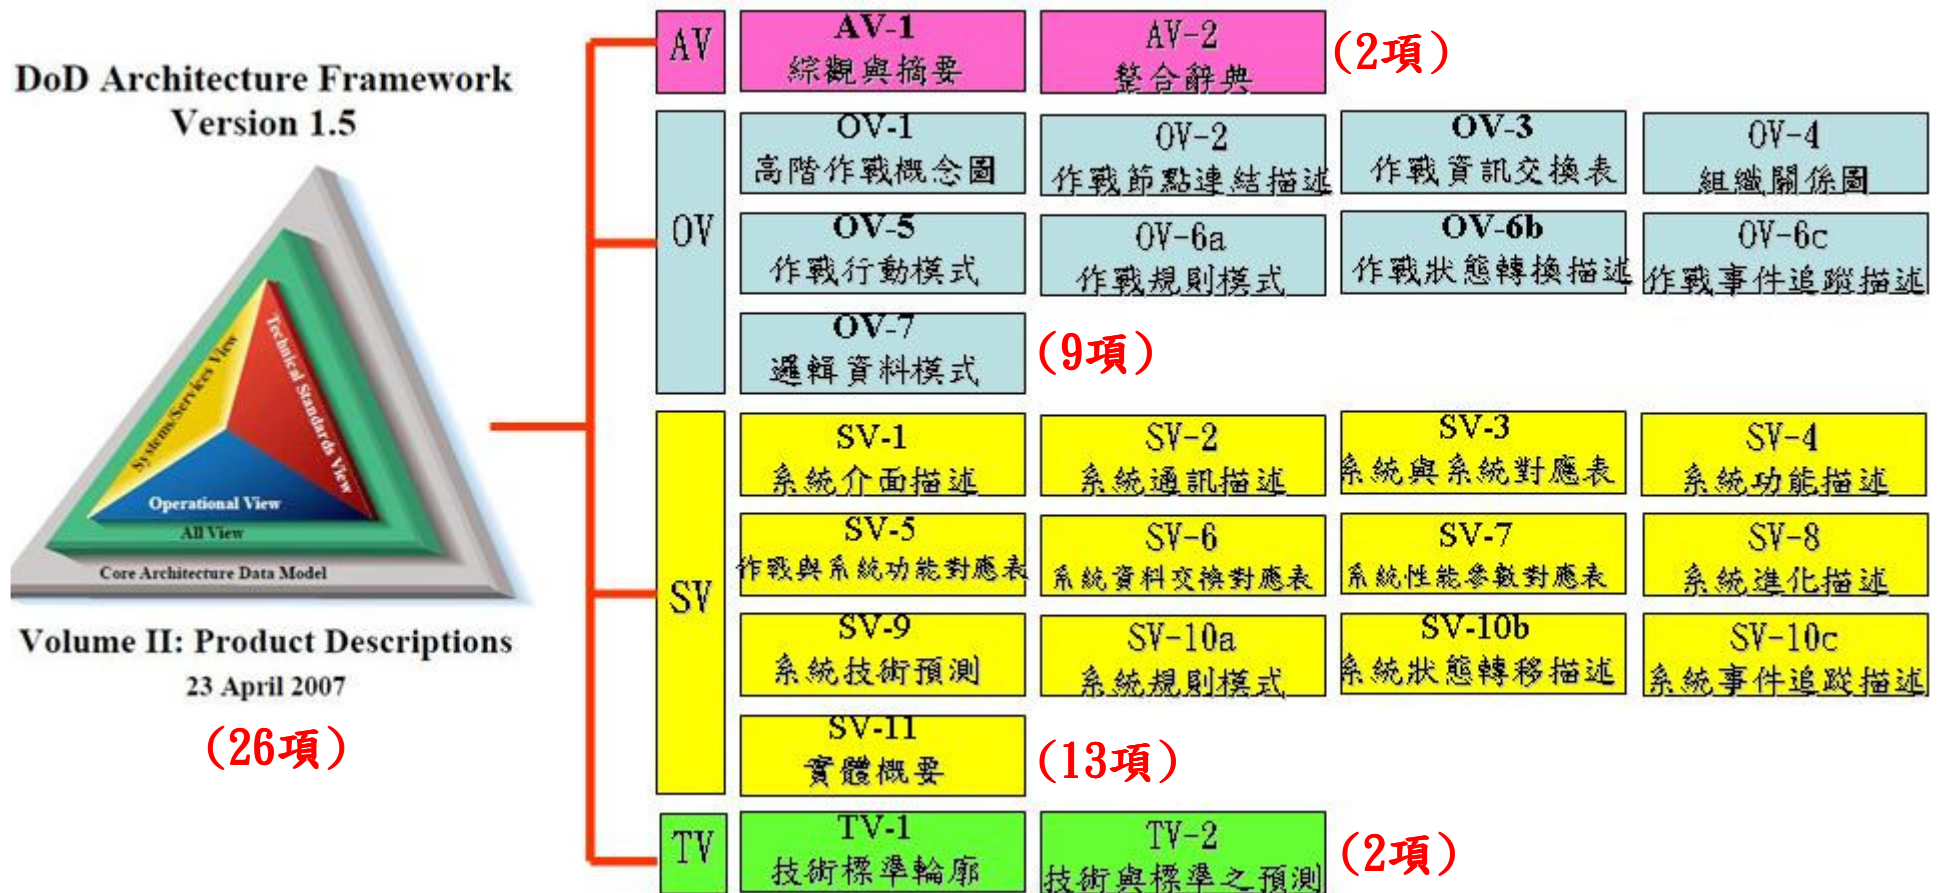 DoD Architecture Framework
Version 1.5
Systems/Services View
Technical Standards View
Operational View
All View
Core Architecture Data Model
Volume II: Product Descriptions
23 April 2007
(26項)
AV
AV-1
綜觀與摘要
AV-2
整合辭典
(2項)
OV
OV-1
高階作戰概念圖
OV-2
作戰節點連結描述
OV-3
作戰資訊交換表
OV-4
組織關係圖
OV-5
作戰行動模式
OV-6a
作戰規則模式
OV-6b
作戰狀態轉換描述
OV-6c
作戰事件追蹤描述
OV-7
邏輯資料模式
(9項)
SV
SV-1
系統介面描述
SV-2
系統通訊描述
SV-3
系統與系統對應表
SV-4
系統功能描述
SV-5
作戰與系統功能對應表
SV-6
系統資料交換對應表
SV-7
系統性能參數對應表
SV-8
系統進化描述
SV-9
系統技術預測
SV-10a
系統規則模式
SV-10b
系統狀態轉移描述
SV-10c
系統事件追蹤描述
SV-11
實體概要
(13項)
TV
TV-1
技術標準輪廓
TV-2
技術與標準之預測
(2項)